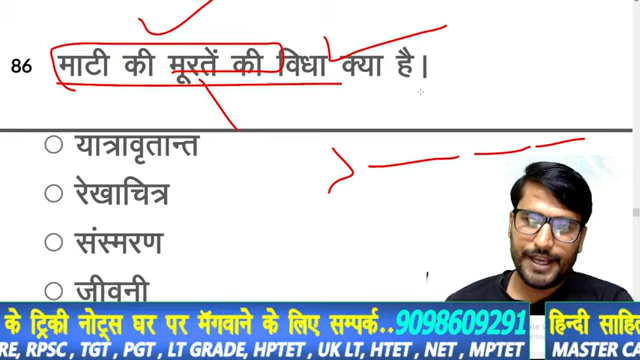 86 माटी की मूरतें की विधा क्या है|
यात्रावृतान्त
रेखाचित्र
संस्मरण
जीवनी
के ट्रिकी नोट्स घर पर मॅगवाने के लिए सम्पर्क..9098609291 हिन्दी साहि
RE, RPSC , TGT , PGT , LT GRADE, HPTET , UK LT, HTET , NET , MPTET MASTER C